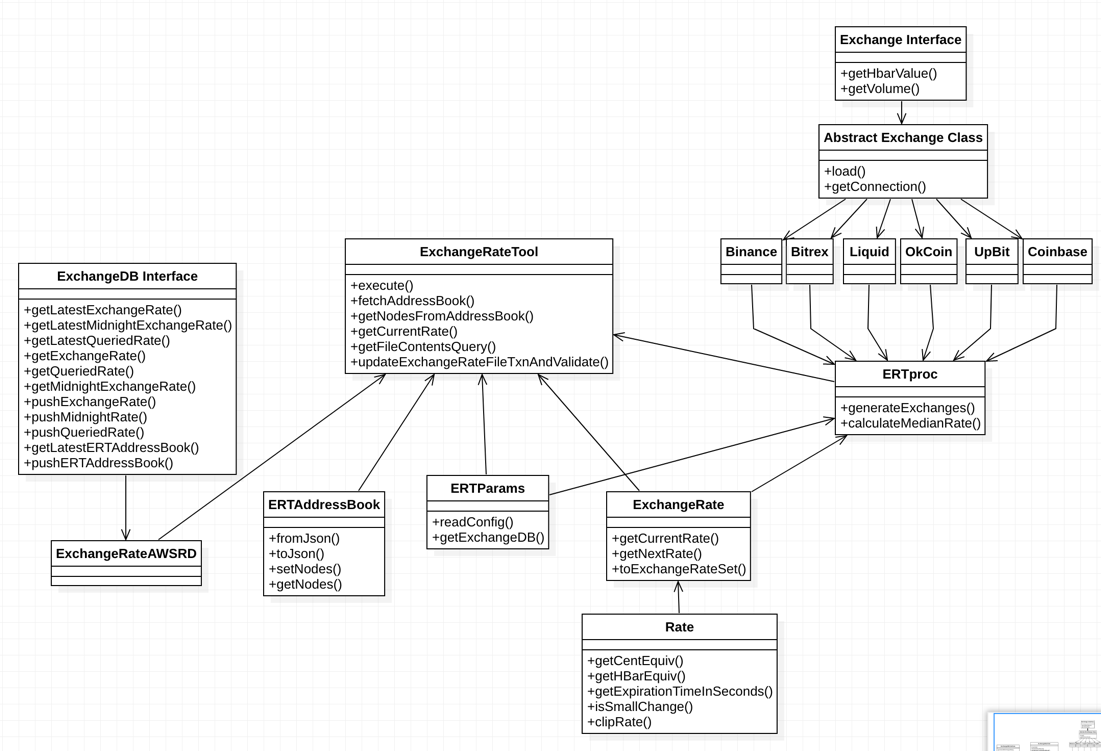 Exchange Interface
+getHbarValue()
+getVolume()
Abstract Exchange Class
+load()
+getConnection()
Binance
Bitrex
Liquid
OkCoin
UpBit
Coinbase
ExchangeRateTool
+execute()
+fetchAddressBook()
+getNodesFromAddressBook()
+getCurrentRate()
+getFileContentsQuery()
+updateExchangeRateFileTxnAndValidate()
ExchangeDB Interface
+getLatestExchangeRate()
+getLatestMidnightExchangeRate()
+getLatestQueriedRate()
+getExchangeRate()
+getQueriedRate()
+getMidnightExchangeRate()
+pushExchangeRate()
+pushMidnightRate()
+pushQueriedRate()
+getLatestERTAddressBook()
+pushERTAddressBook()
ERTproc
+generateExchanges()
+calculateMedianRate()
ExchangeRateAWSRD
ERTAddressBook
+fromJson()
+toJson()
+setNodes()
+getNodes()
ERTParams
+readConfig()
+getExchangeDB()
ExchangeRate
+getCurrentRate()
+getNextRate()
+toExchangeRateSet()
Rate
+getCentEquiv()
+getHBarEquiv()
+getExpirationTimeInSeconds()
+isSmallChange()
+clipRate()